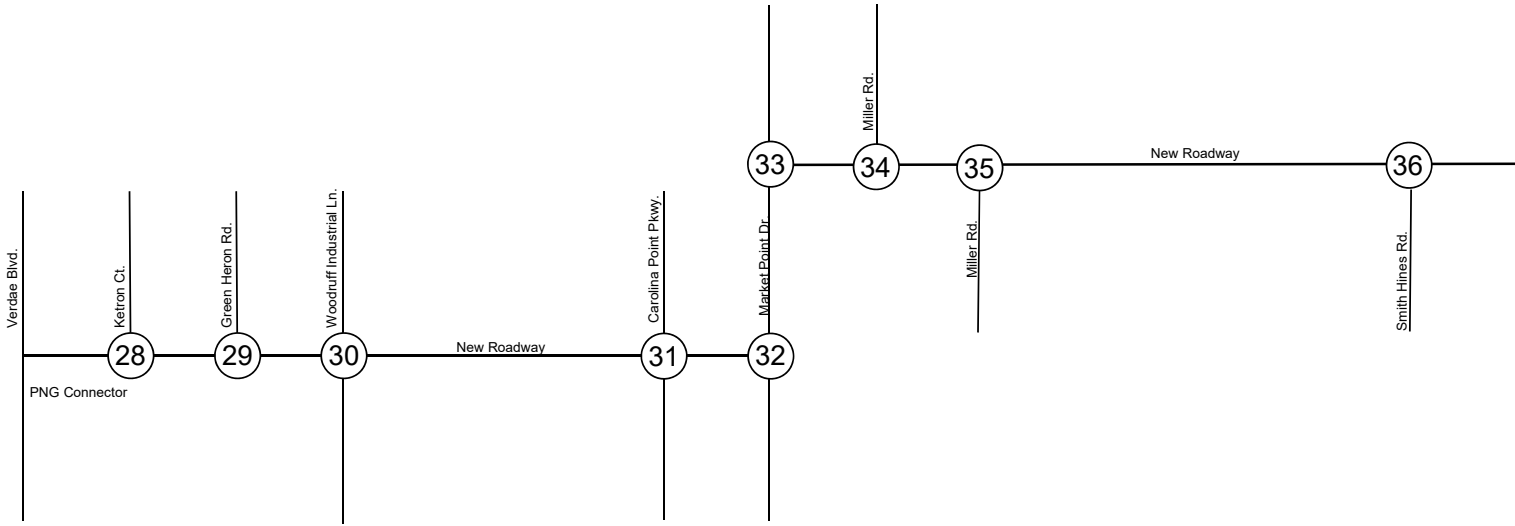 Miller Rd.
33
34
35
New Roadway
36
Verdae Blvd.
Ketron Ct.
Green Heron Rd.
Woodruff Industrial Ln.
Carolina Point Pkwy.
Market Point Dr.
Miller Rd.
Smith Hines Rd.
28
29
30
New Roadway
31
32
PNG Connector